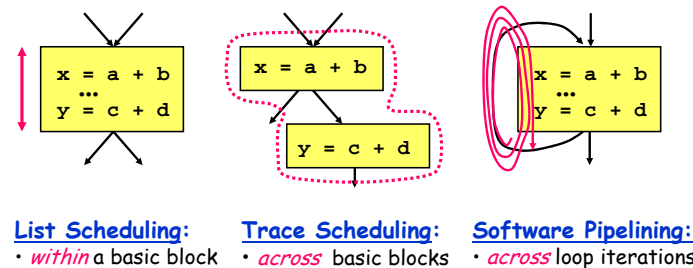 x = a + b
...
y = c + d
x = a + b
y = c + d
x = a + b
...
y = c + d
List Scheduling:
• within a basic block
Trace Scheduling:
• across basic blocks
Software Pipelining:
• across loop iterations